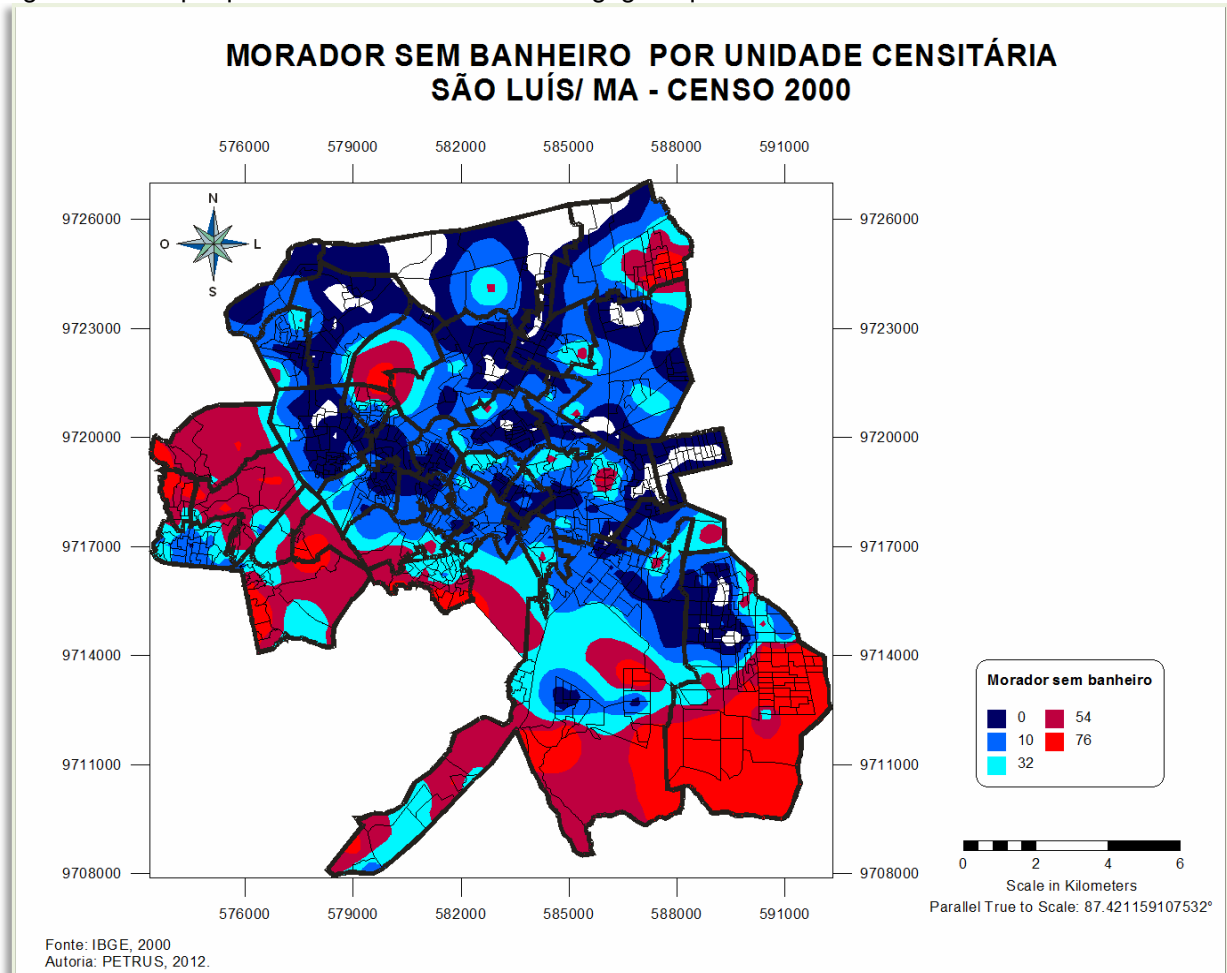 MORADOR SEM BANHEIRO POR UNIDADE CENSITÁRIA
SÃO LUÍS/ MA - CENSO 2000
576000 579000 582000 585000 588000 591000
N
O L
S
9726000 9726000
9723000 9723000
9720000 9720000
9717000 9717000
9714000 9714000
9711000 9711000
9708000 9708000
576000 579000 582000 585000 588000 591000
Morador sem banheiro
0 54
10 76
32
0 2 4 6
Scale in Kilometers
Parallel True to Scale: 87.421159107532°
Fonte: IBGE, 2000
Autoria: PETRUS, 2012.